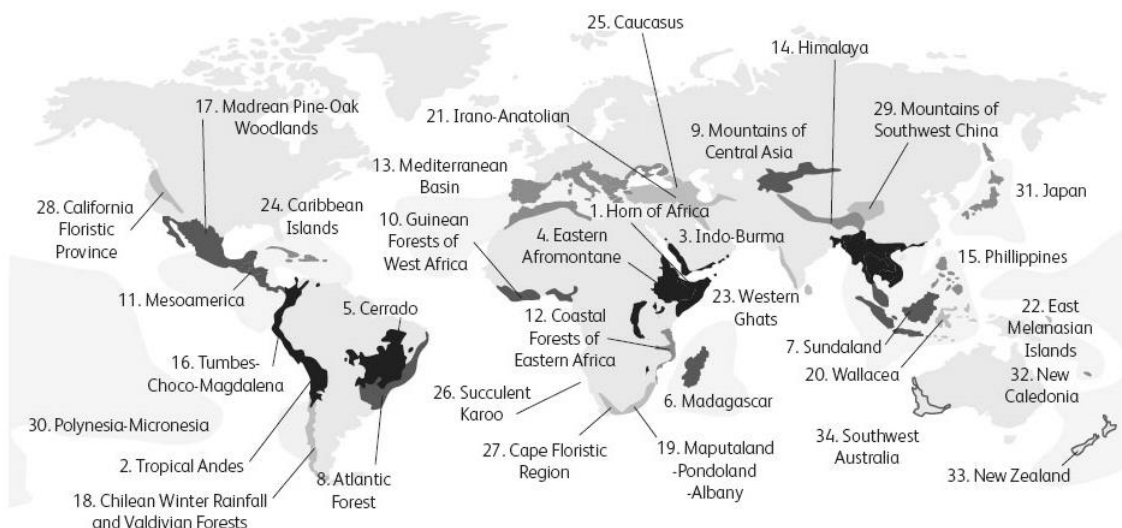 25. Caucasus
14. Himalaya
17. Madrean Pine-Oak
Woodlands
29. Mountains of
Southwest China
21. Irano-Anatolian
9. Mountains of
Central Asia
13. Mediterranean
Basin
31. Japan
28. California
Floristic
Province
24. Caribbean
Islands
10. Guinean
Forests of
West Africa
1. Horn of Africa
4. Eastern
Afromontane
3. Indo-Burma
15. Phillippines
11. Mesoamerica
5. Cerrado
23. Western
Ghats
22. East
Melanasian
Islands
12. Coastal
Forests of
Eastern Africa
7. Sundaland
16. Tumbes-
Choco-Magdalena
20. Wallacea
32. New
Caledonia
26. Succulent
Karoo
6. Madagascar
30. Polynesia-Micronesia
34. Southwest
Australia
27. Cape Floristic
Region
19. Maputaland
-Pondoland
-Albany
2. Tropical Andes
33. New Zealand
8. Atlantic
Forest
18. Chilean Winter Rainfall
and Valdivian Forests